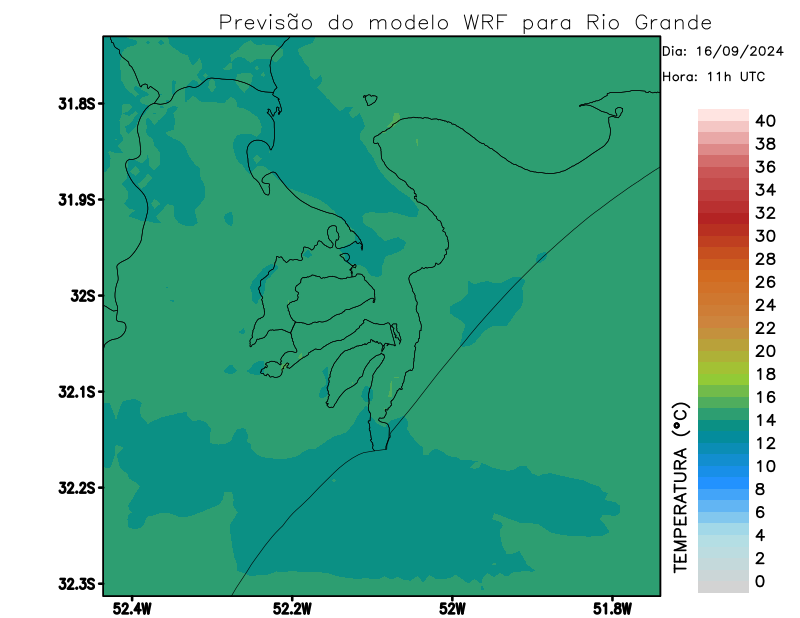 Previsão do modelo WRF para Rio Grande
Dia: 16/09/2024
Hora: 11h UTC
31.8S
31.9S
32S
32.1S
32.2S
32.3S
52.4W
52.2W
52W
51.8W
TEMPERATURA (°C)
40
38
36
34
32
30
28
26
24
22
20
18
16
14
12
10
8
6
4
2
0